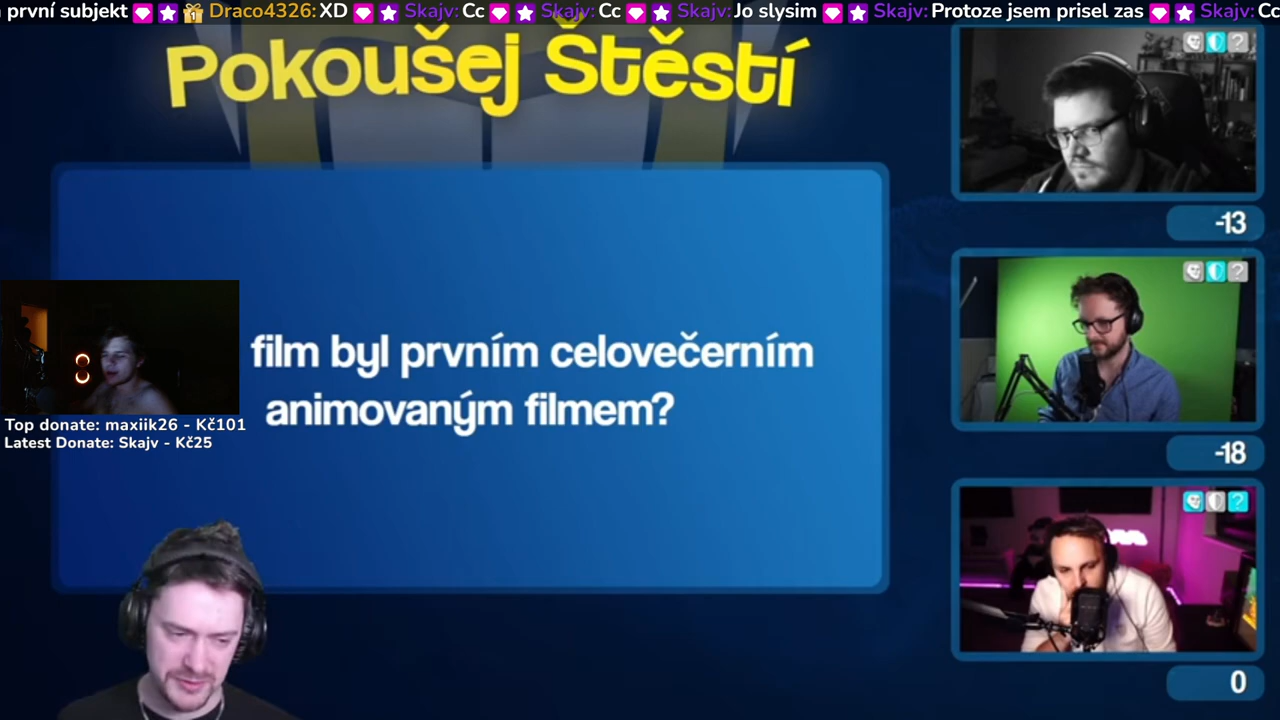 první subjekt Draco4326: XD Skajv: Cc Skajv: Cc Skajv: Jo slysim Skajv: Protoze jsem prisel zas Skajv: Cc
Pokoušej Štěstí
-13
film byl prvním celovečerním
animovaným filmem?
Top donate: maxiik26 - Kč101
Latest Donate: Skajv - Kč25
-18
0